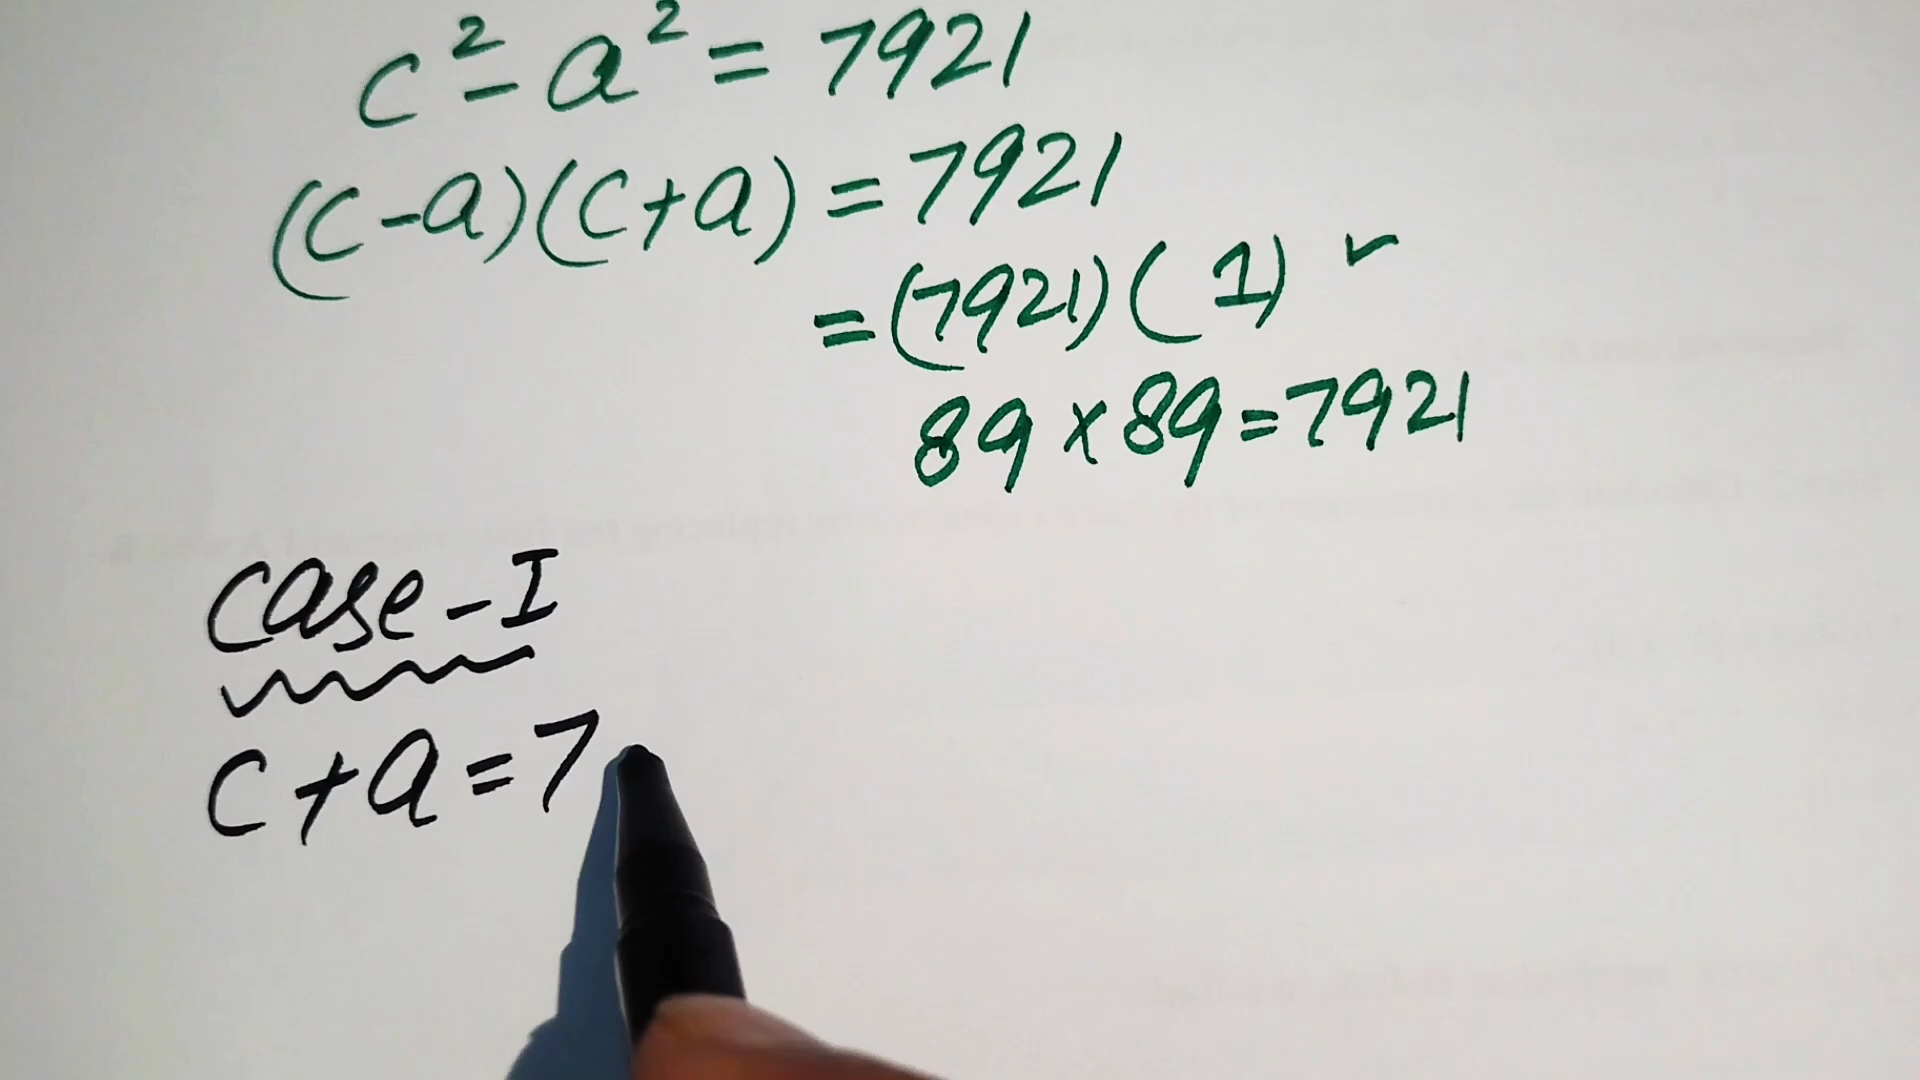 c² - a² = 7921
(c-a)(c+a) = 7921
= (7921)(1) ✓
89 x 89 = 7921
case - I
c + a = 7